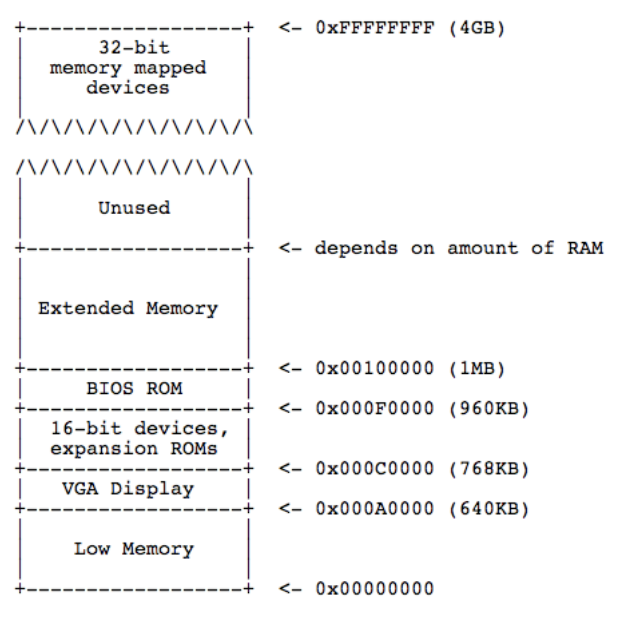 +------------------+  <- 0xFFFFFFFF (4GB)
|      32-bit      |
|  memory mapped   |
|     devices      |
|                  |
/\/\/\/\/\/\/\/\/\/\
/\/\/\/\/\/\/\/\/\/\
|                  |
|      Unused      |
|                  |
+------------------+  <- depends on amount of RAM
|                  |
|                  |
| Extended Memory  |
|                  |
|                  |
+------------------+  <- 0x00100000 (1MB)
|     BIOS ROM     |
+------------------+  <- 0x000F0000 (960KB)
|  16-bit devices, |
|  expansion ROMs  |
+------------------+  <- 0x000C0000 (768KB)
|   VGA Display    |
+------------------+  <- 0x000A0000 (640KB)
|                  |
|    Low Memory    |
|                  |
+------------------+  <- 0x00000000